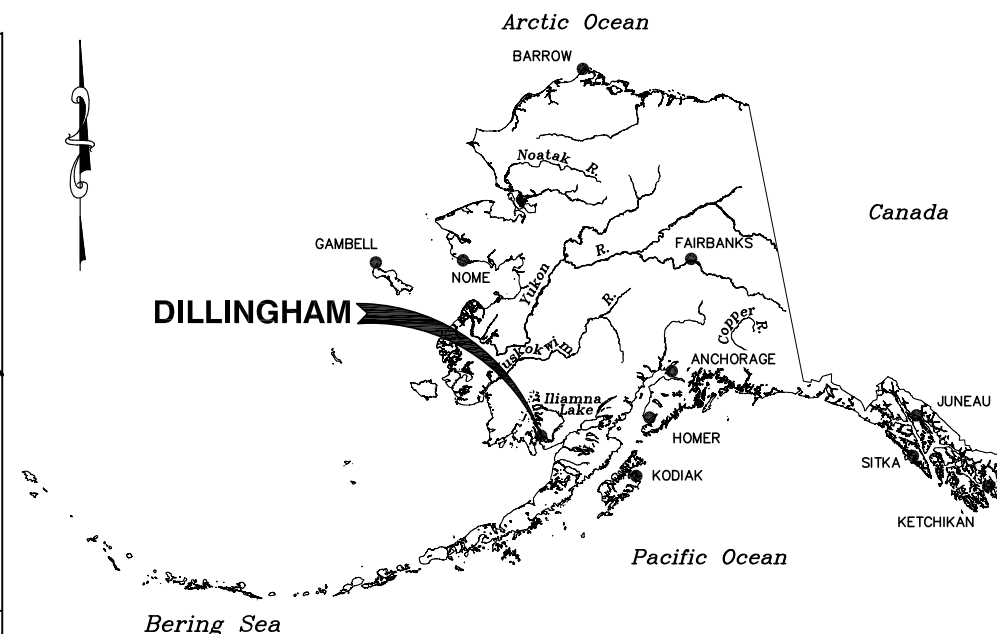 Arctic Ocean
BARROW
Noatak R.
Canada
GAMBELL
NOME
FAIRBANKS
Yukon R.
DILLINGHAM
Copper R.
uskokwim R.
ANCHORAGE
Iliamna
Lake
JUNEAU
HOMER
SITKA
KODIAK
KETCHIKAN
Pacific Ocean
Bering Sea